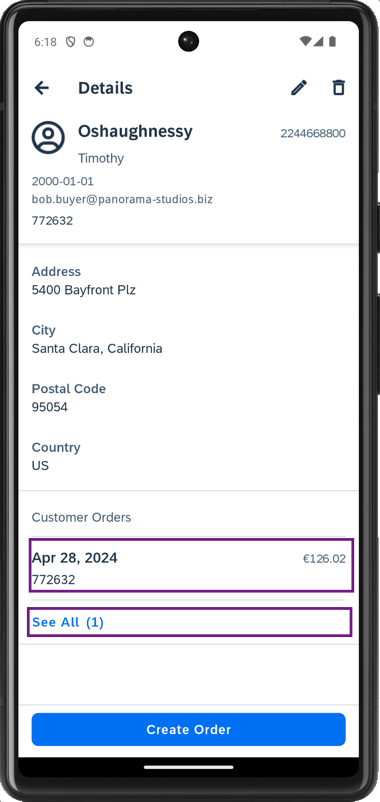 6:18
Details
Oshaughnessy 2244668800
Timothy
2000-01-01
bob.buyer@panorama-studios.biz
772632
Address
5400 Bayfront Plz
City
Santa Clara, California
Postal Code
95054
Country
US
Customer Orders
Apr 28, 2024 €126.02
772632
See All (1)
Create Order